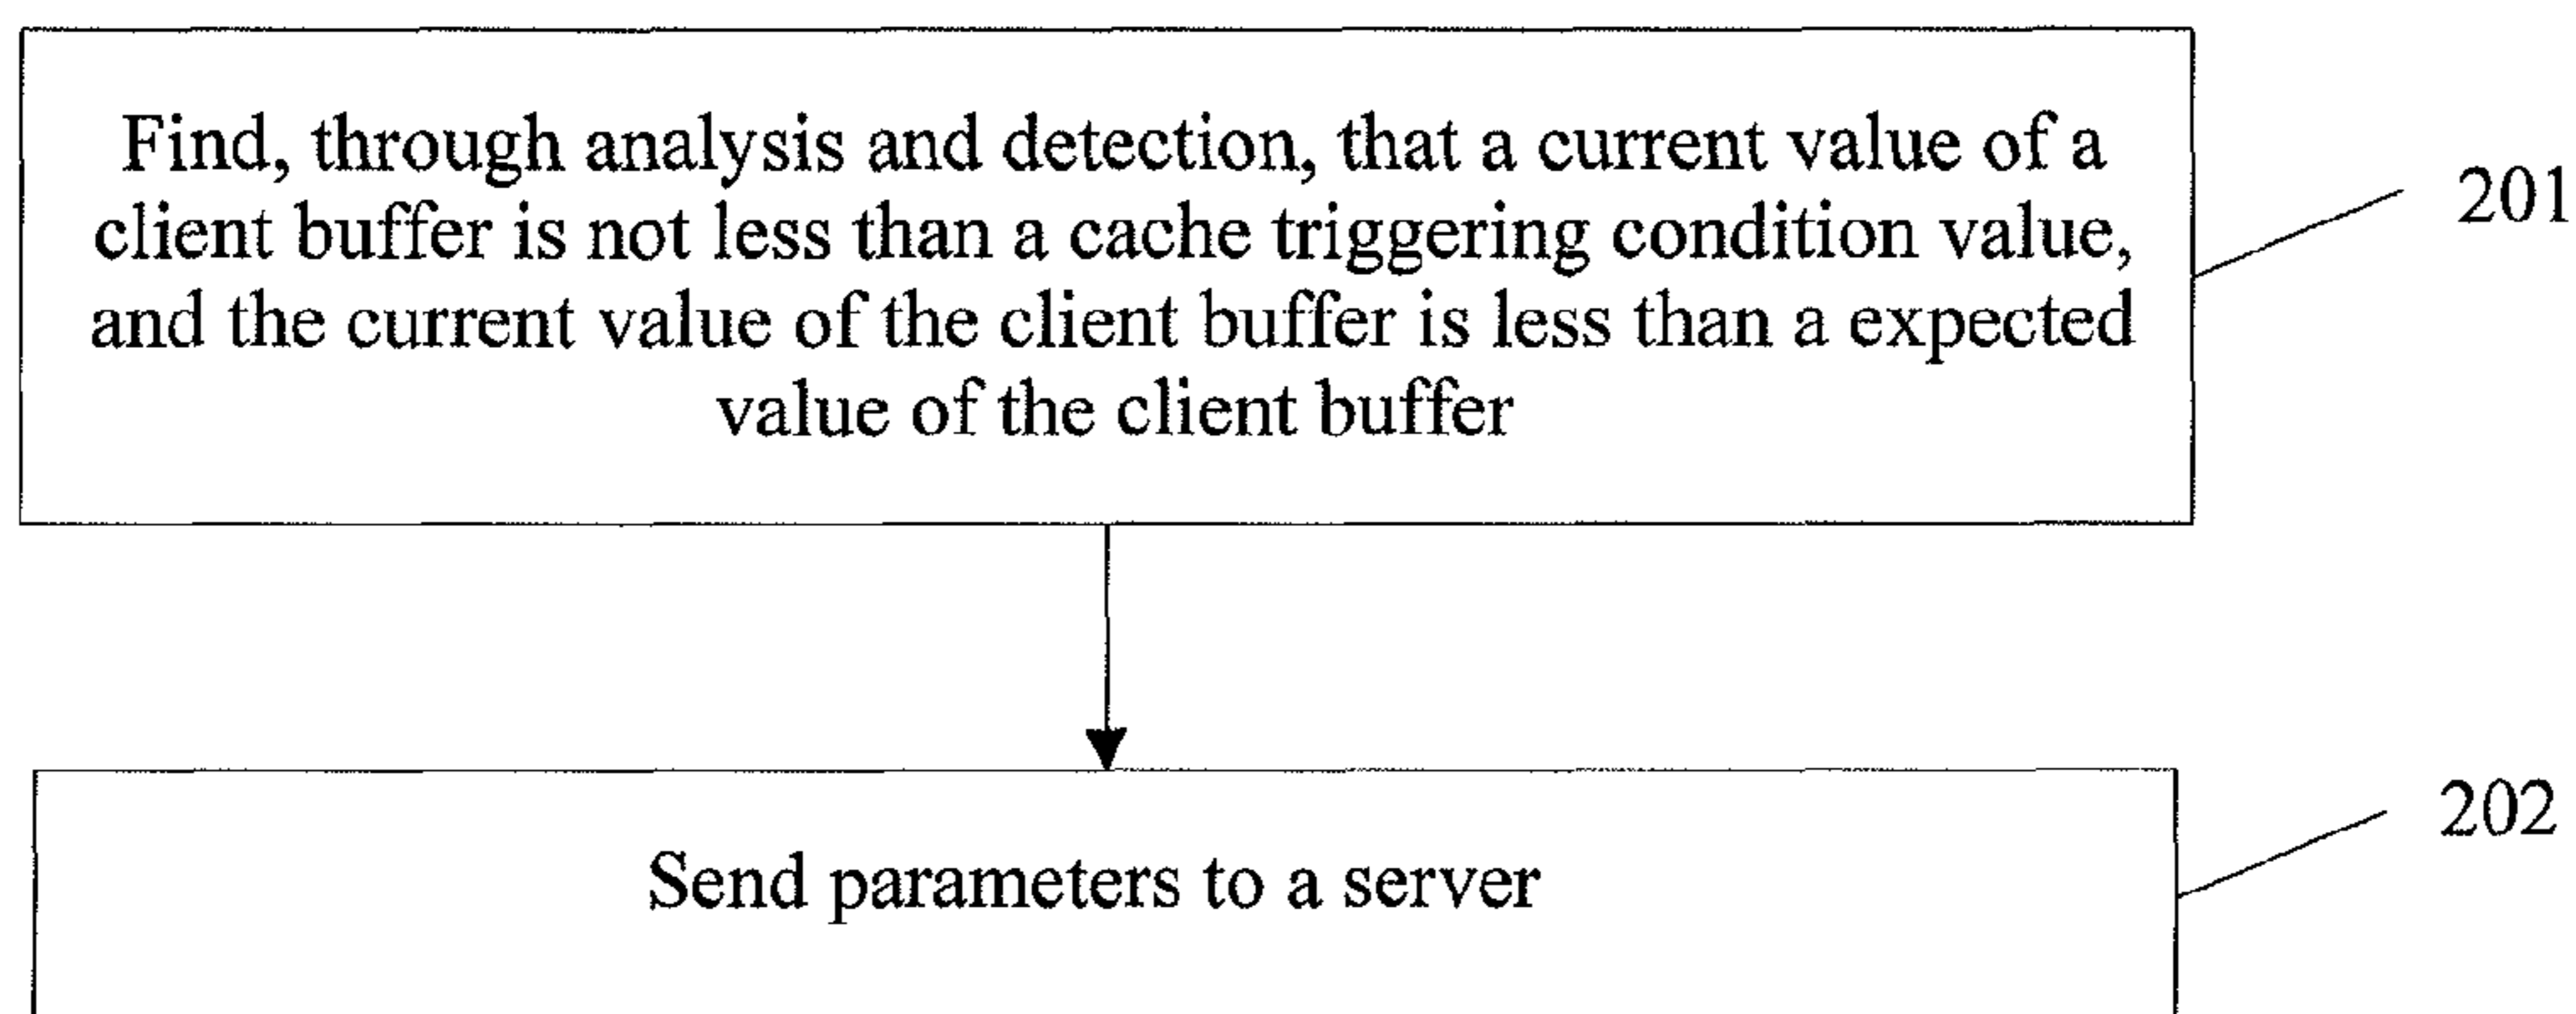 Find, through analysis and detection, that a current value of a
client buffer is not less than a cache triggering condition value,
and the current value of the client buffer is less than a expected
value of the client buffer
201
Send parameters to a server
202